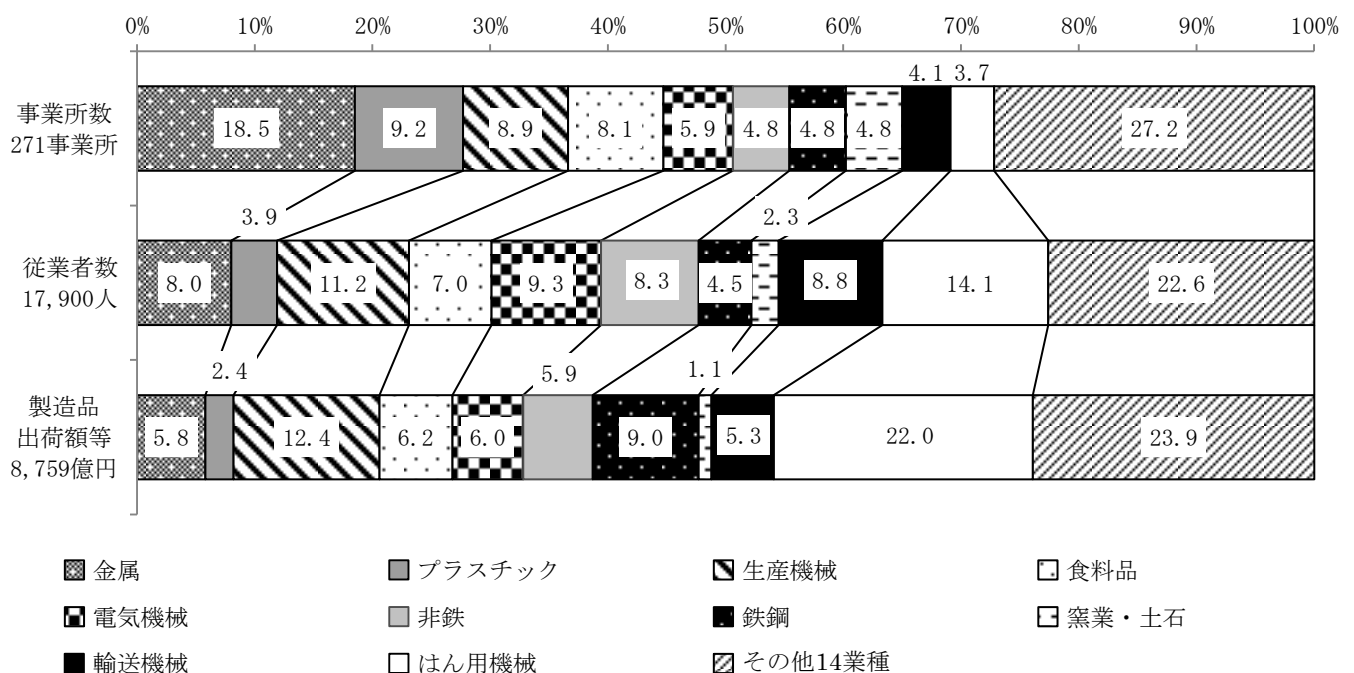 0% 10% 20% 30% 40% 50% 60% 70% 80% 90% 100%
4.1 3.7
事業所数
271事業所
18.5 9.2 8.9 8.1 5.9 4.8 4.8 4.8 27.2
3.9 2.3
従業者数
17,900人
8.0 11.2 7.0 9.3 8.3 4.5 8.8 14.1 22.6
2.4 5.9 1.1
製造品
出荷額等
8,759億円
5.8 12.4 6.2 6.0 9.0 5.3 22.0 23.9
金属 プラスチック 生産機械 食料品
電気機械 非鉄 鉄鋼 窯業・土石
輸送機械 はん用機械 その他14業種